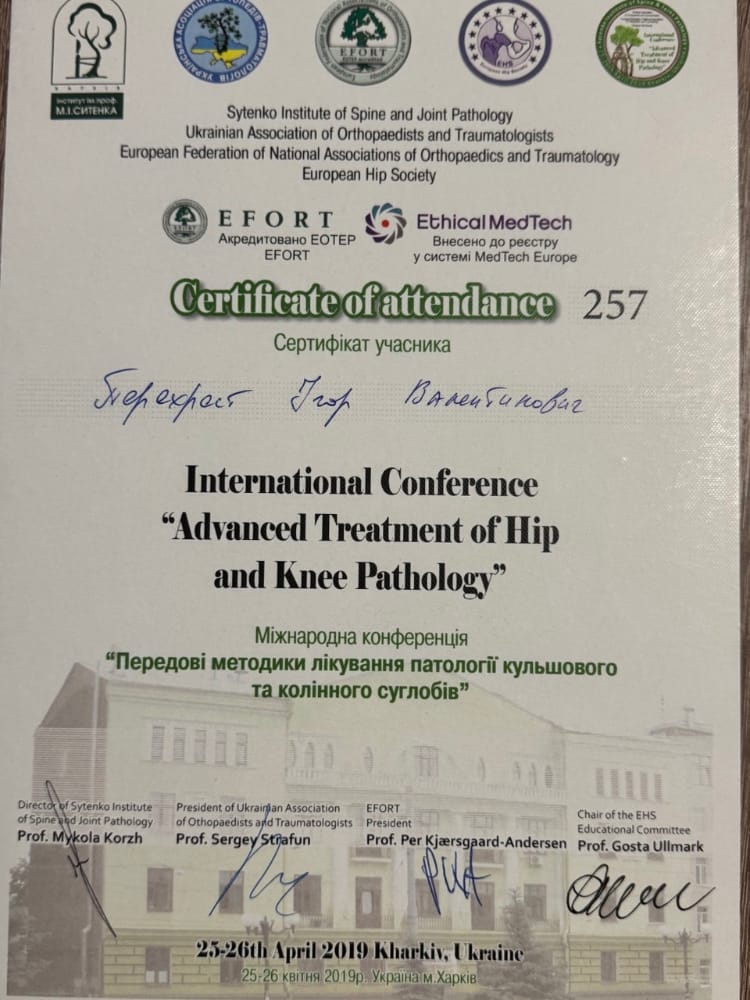 ХАРКІВ
Інститут ім. проф.
М.І.СИТЕНКА
EFORT
EHS
Sytenko Institute of Spine and Joint Pathology
Ukrainian Association of Orthopaedists and Traumatologists
European Federation of National Associations of Orthopaedics and Traumatology
European Hip Society
EFORT
Акредитовано ЕОТЕР
EFORT
Ethical MedTech
Внесено до реєстру
у системі MedTech Europe
Certificate of attendance 257
Сертифікат учасника
Перехрест Ігор Валентинович
International Conference
“Advanced Treatment of Hip
and Knee Pathology”
Міжнародна конференція
“Передові методики лікування патології кульшового
та колінного суглобів”
Director of Sytenko Institute
of Spine and Joint Pathology
Prof. Mykola Korzh
President of Ukrainian Association
of Othopaedists and Traumatologists
Prof. Sergey Strafun
EFORT
President
Prof. Per Kjærsgaard-Andersen
Chair of the EHS
Educational Committee
Prof. Gosta Ullmark
25-26th April 2019 Kharkiv, Ukraine
25-26 квітня 2019р. Україна м.Харків